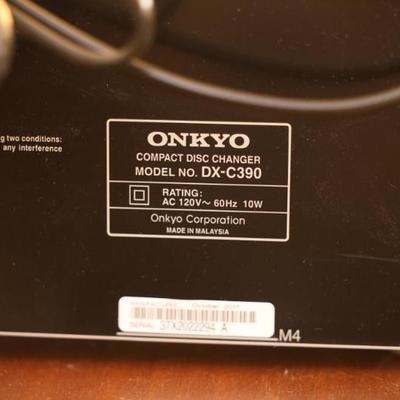 ng two conditions:
any interference
ONKYO
COMPACT DISC CHANGER
MODEL NO. DX-C390
RATING:
AC 120V～ 60Hz 10W
Onkyo Corporation
MADE IN MALAYSIA
SERIAL: 37X2022294 A
M4